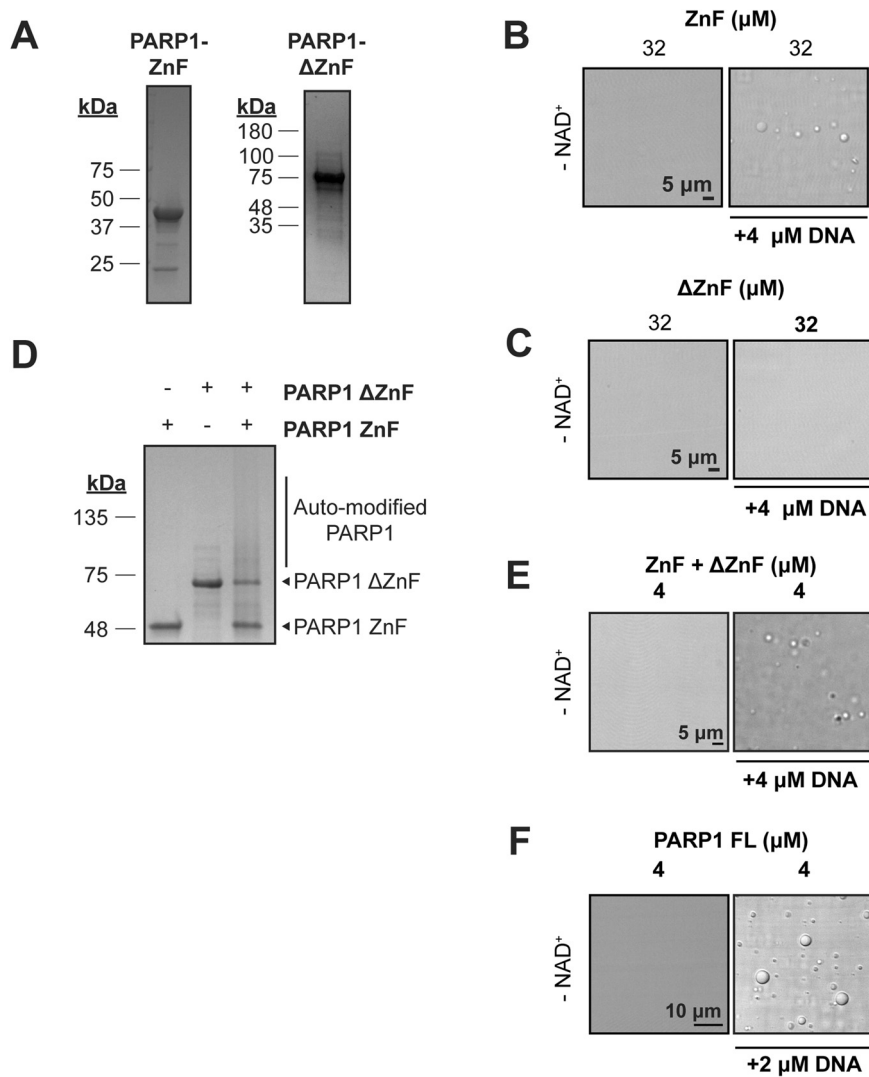 A
PARP1-
ZnF
PARP1-
ΔZnF
kDa
75
50
37
25
kDa
180
100
75
48
35
B
ZnF (μM)
32 32
- NAD+
5 μm
+4 μM DNA
C
ΔZnF (μM)
32 32
- NAD+
5 μm
+4 μM DNA
D
- + + PARP1 ΔZnF
+ - + PARP1 ZnF
kDa
135
75
48
Auto-modified
PARP1
PARP1 ΔZnF
PARP1 ZnF
E
ZnF + ΔZnF (μM)
4 4
- NAD+
5 μm
+4 μM DNA
F
PARP1 FL (μM)
4 4
- NAD+
10 μm
+2 μM DNA